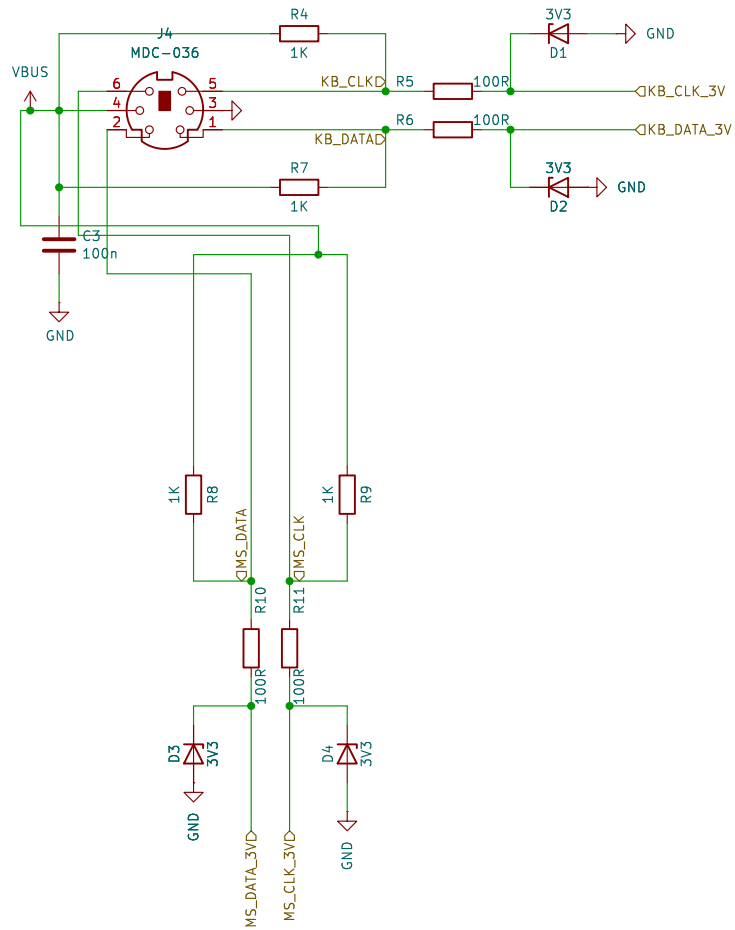 J4
MDC-036
R4
1K
3V3
D1
GND
VBUS
KB_CLK
R5
100R
KB_CLK_3V
6
5
4
3
2
1
KB_DATA
R6
100R
KB_DATA_3V
R7
1K
3V3
D2
GND
C3
100n
GND
1K
R8
1K
R9
MS_DATA
MS_CLK
R10
R11
100R
100R
D3
3V3
D4
3V3
GND
GND
MS_DATA_3V
MS_CLK_3V